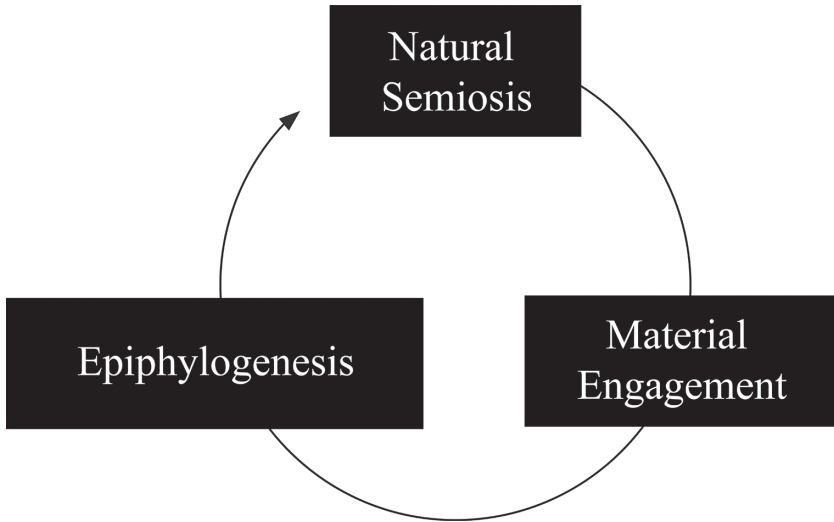 Natural
Semiosis
Epiphylogenesis
Material
Engagement